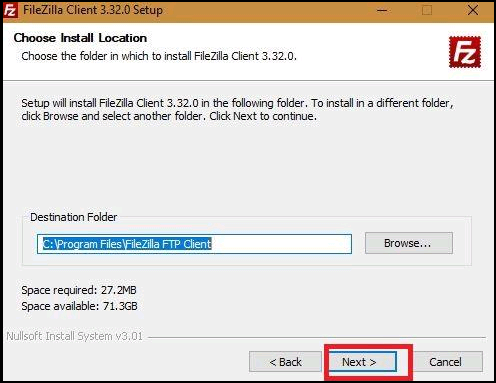 FileZilla Client 3.32.0 Setup
Choose Install Location
Choose the folder in which to install FileZilla Client 3.32.0.
FZ
Setup will install FileZilla Client 3.32.0 in the following folder. To install in a different folder,
click Browse and select another folder. Click Next to continue.
Destination Folder
C:\Program Files\FileZilla FTP Client
Browse...
Space required: 27.2MB
Space available: 71.3GB
Nullsoft Install System v3.01
< Back
Next >
Cancel